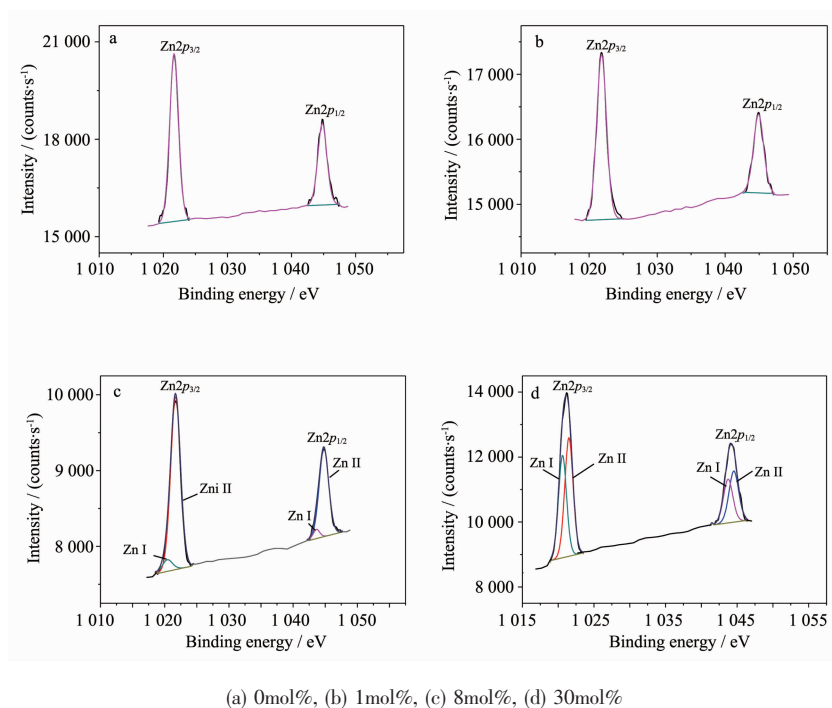 a
Zn2p3/2
Zn2p1/2
21 000
18 000
15 000
Intensity / (counts·s-1)
1 010 1 020 1 030 1 040 1 050
Binding energy / eV
b
Zn2p3/2
Zn2p1/2
17 000
16 000
15 000
Intensity / (counts·s-1)
1 010 1 020 1 030 1 040 1 050
Binding energy / eV
c
Zn2p3/2
Zn2p1/2
Zni II
Zn II
Zn I
Zn I
10 000
9 000
8 000
Intensity / (counts·s-1)
1 010 1 020 1 030 1 040 1 050
Binding energy / eV
d
Zn2p3/2
Zn2p1/2
Zn I
Zn II
Zn I
Zn II
14 000
12 000
10 000
8 000
Intensity / (counts·s-1)
1 015 1 025 1 035 1 045 1 055
Binding energy / eV
(a) 0mol%, (b) 1mol%, (c) 8mol%, (d) 30mol%